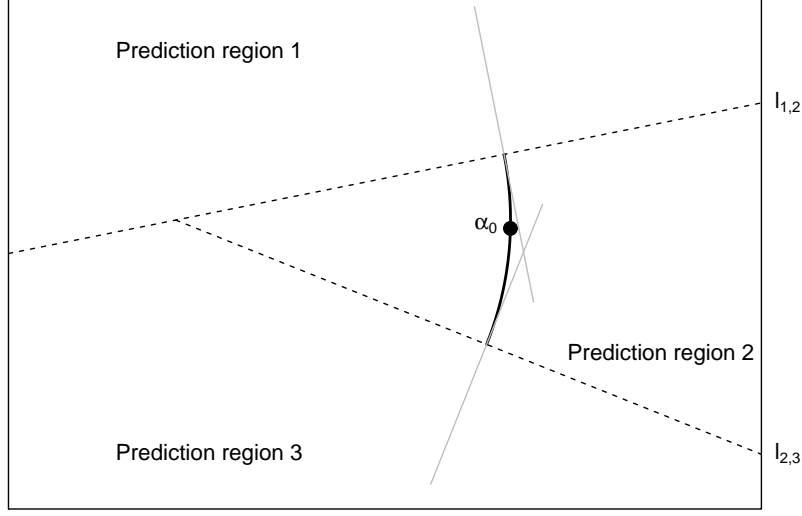 Prediction region 1
l1,2
α0
Prediction region 2
Prediction region 3
l2,3